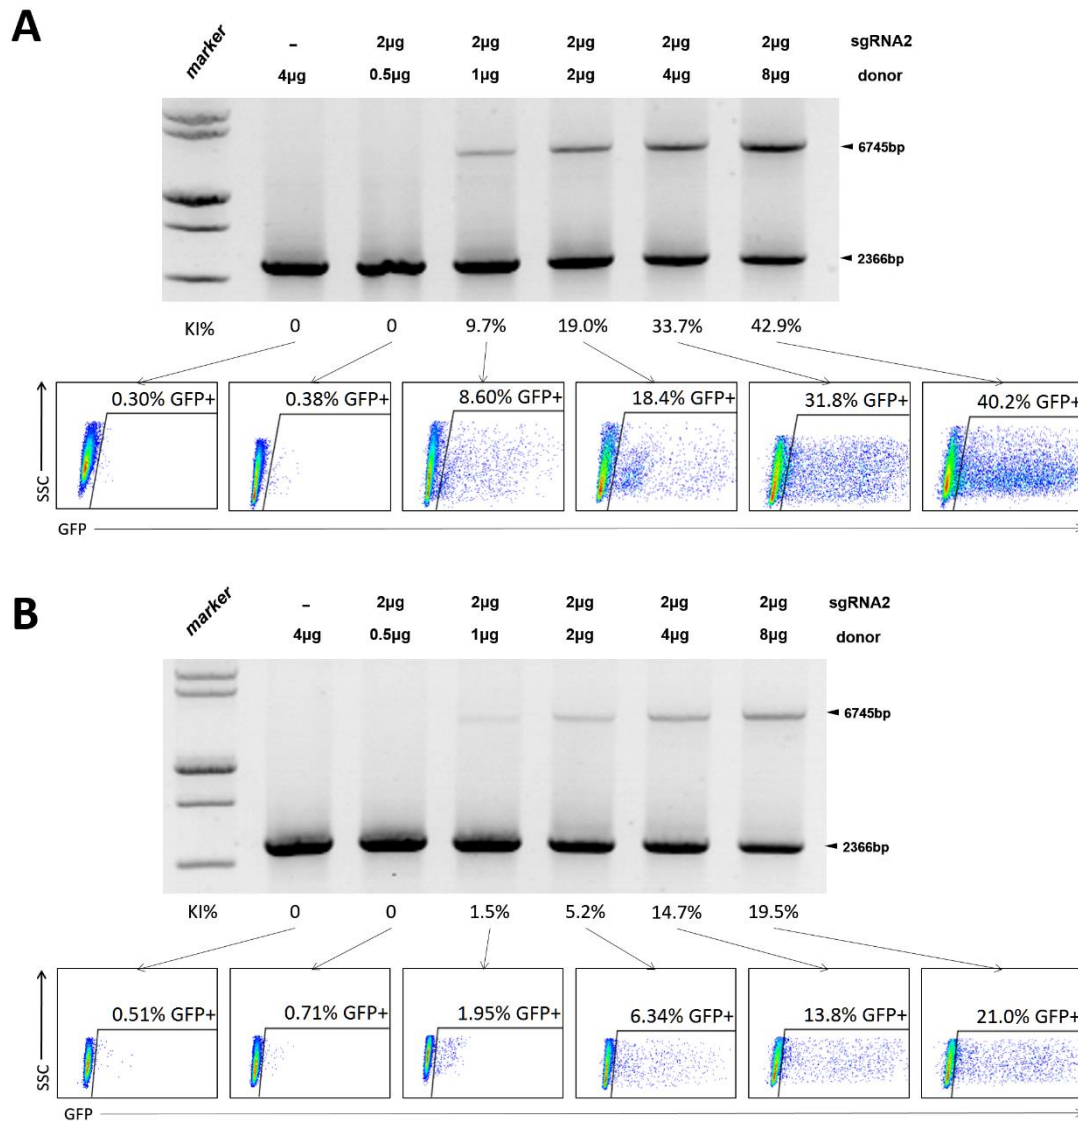 A
marker
– 2µg 2µg 2µg 2µg 2µg sgRNA2
4µg 0.5µg 1µg 2µg 4µg 8µg donor
6745bp
2366bp
KI% 0 0 9.7% 19.0% 33.7% 42.9%
0.30% GFP+ 0.38% GFP+ 8.60% GFP+ 18.4% GFP+ 31.8% GFP+ 40.2% GFP+
SSC
GFP
B
marker
– 2µg 2µg 2µg 2µg 2µg sgRNA2
4µg 0.5µg 1µg 2µg 4µg 8µg donor
6745bp
2366bp
KI% 0 0 1.5% 5.2% 14.7% 19.5%
0.51% GFP+ 0.71% GFP+ 1.95% GFP+ 6.34% GFP+ 13.8% GFP+ 21.0% GFP+
SSC
GFP